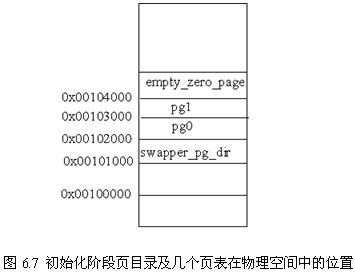 empty_zero_page
0x00104000
pg1
0x00103000
pg0
0x00102000
swapper_pg_dir
0x00101000
0x00100000
图 6.7 初始化阶段页目录及几个页表在物理空间中的位置